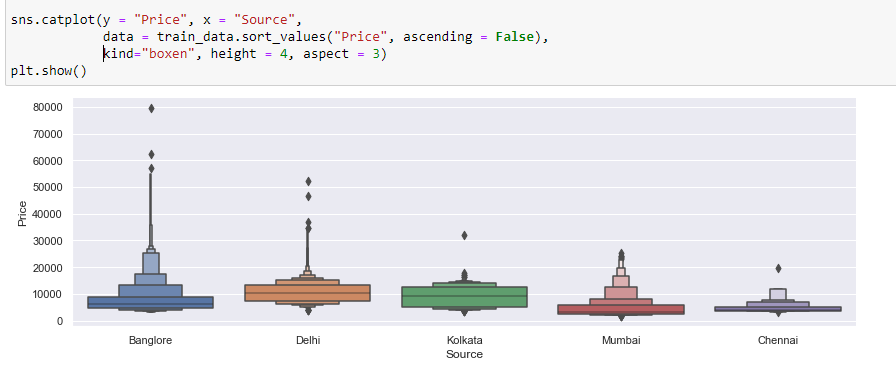 sns.catplot(y = "Price", x = "Source",
data = train_data.sort_values("Price", ascending = False),
kind="boxen", height = 4, aspect = 3)
plt.show()
80000
70000
60000
50000
40000
30000
20000
10000
0
Price
Banglore Delhi Kolkata Mumbai Chennai
Source